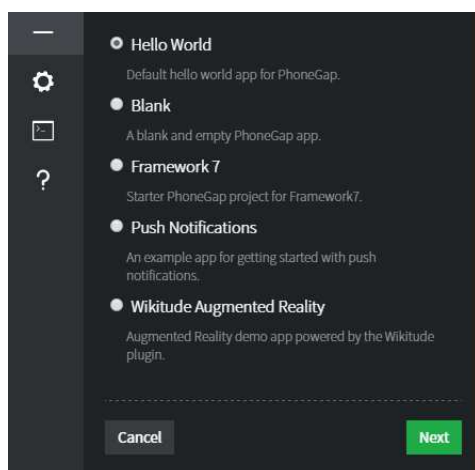 Hello World
Default hello world app for PhoneGap.
Blank
A blank and empty PhoneGap app.
Framework 7
Starter PhoneGap project for Framework7.
Push Notifications
An example app for getting started with push
notifications.
Wikitude Augmented Reality
Augmented Reality demo app powered by the Wikitude
plugin.
Cancel Next